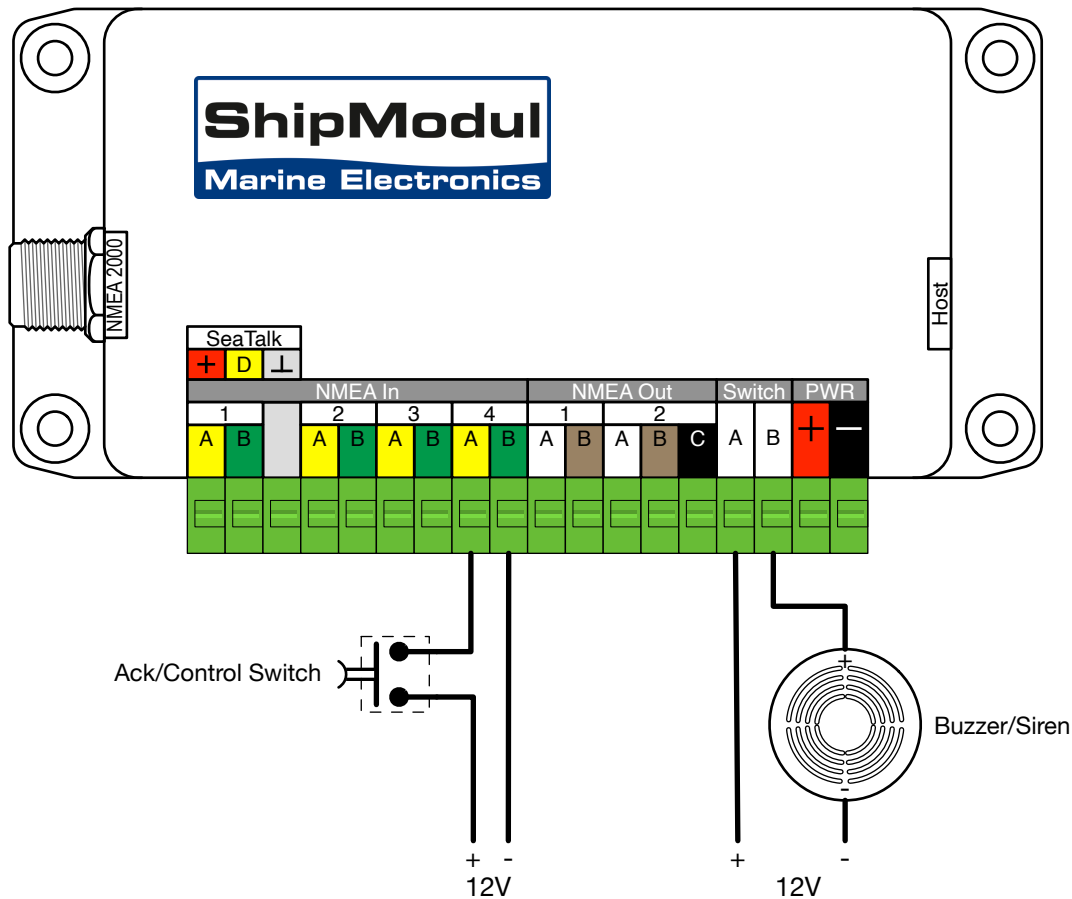 ShipModul
Marine Electronics
NMEA 2000
Host
SeaTalk
+ D ⊥
NMEA In NMEA Out Switch PWR
1 2 3 4 1 2
A B A B A B A B A B A B C A B + −
Ack/Control Switch
+
Buzzer/Siren
-
+ - + -
12V 12V